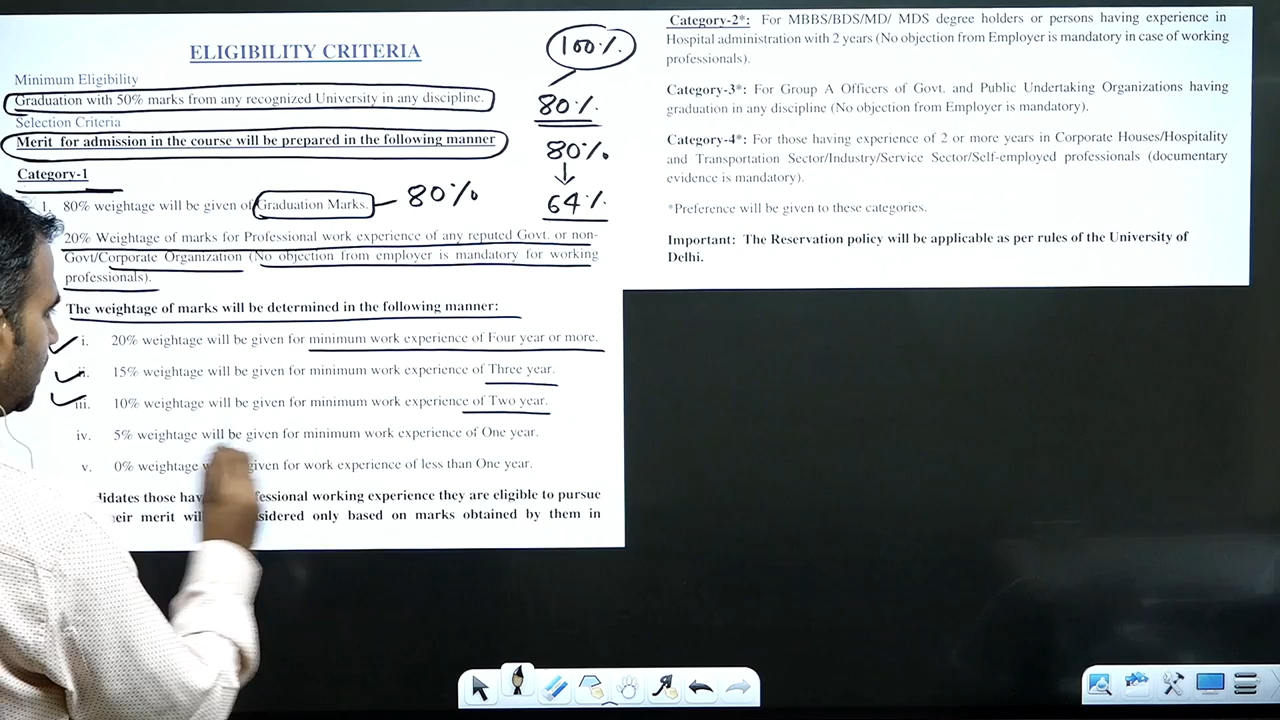 ELIGIBILITY CRITERIA
Minimum Eligibility
Graduation with 50% marks from any recognized University in any discipline.
Selection Criteria
Merit for admission in the course will be prepared in the following manner
Category-1
1. 80% weightage will be given of Graduation Marks. 80%
20% Weightage of marks for Professional work experience of any reputed Govt. or non-
Govt/Corporate Organization (No objection from employer is mandatory for working
professionals).
The weightage of marks will be determined in the following manner:
i. 20% weightage will be given for minimum work experience of Four year or more.
ii. 15% weightage will be given for minimum work experience of Three year.
iii. 10% weightage will be given for minimum work experience of Two year.
iv. 5% weightage will be given for minimum work experience of One year.
v. 0% weightage given for work experience of less than One year.
working experience they are eligible to pursue
merit only based on marks obtained by them in
100%
80%
80%
64%
Category-2*: For MBBS/BDS/MD/ MDS degree holders or persons having experience in
Hospital administration with 2 years (No objection from Employer is mandatory in case of working
professionals).
Category-3*: For Group A Officers of Govt. and Public Undertaking Organizations having
graduation in any discipline (No objection from Employer is mandatory).
Category-4*: For those having experience of 2 or more years in Corporate Houses/Hospitality
and Transportation Sector/Industry/Service Sector/Self-employed professionals (documentary
evidence is mandatory).
*Preference will be given to these categories.
Important: The Reservation policy will be applicable as per rules of the University of
Delhi.